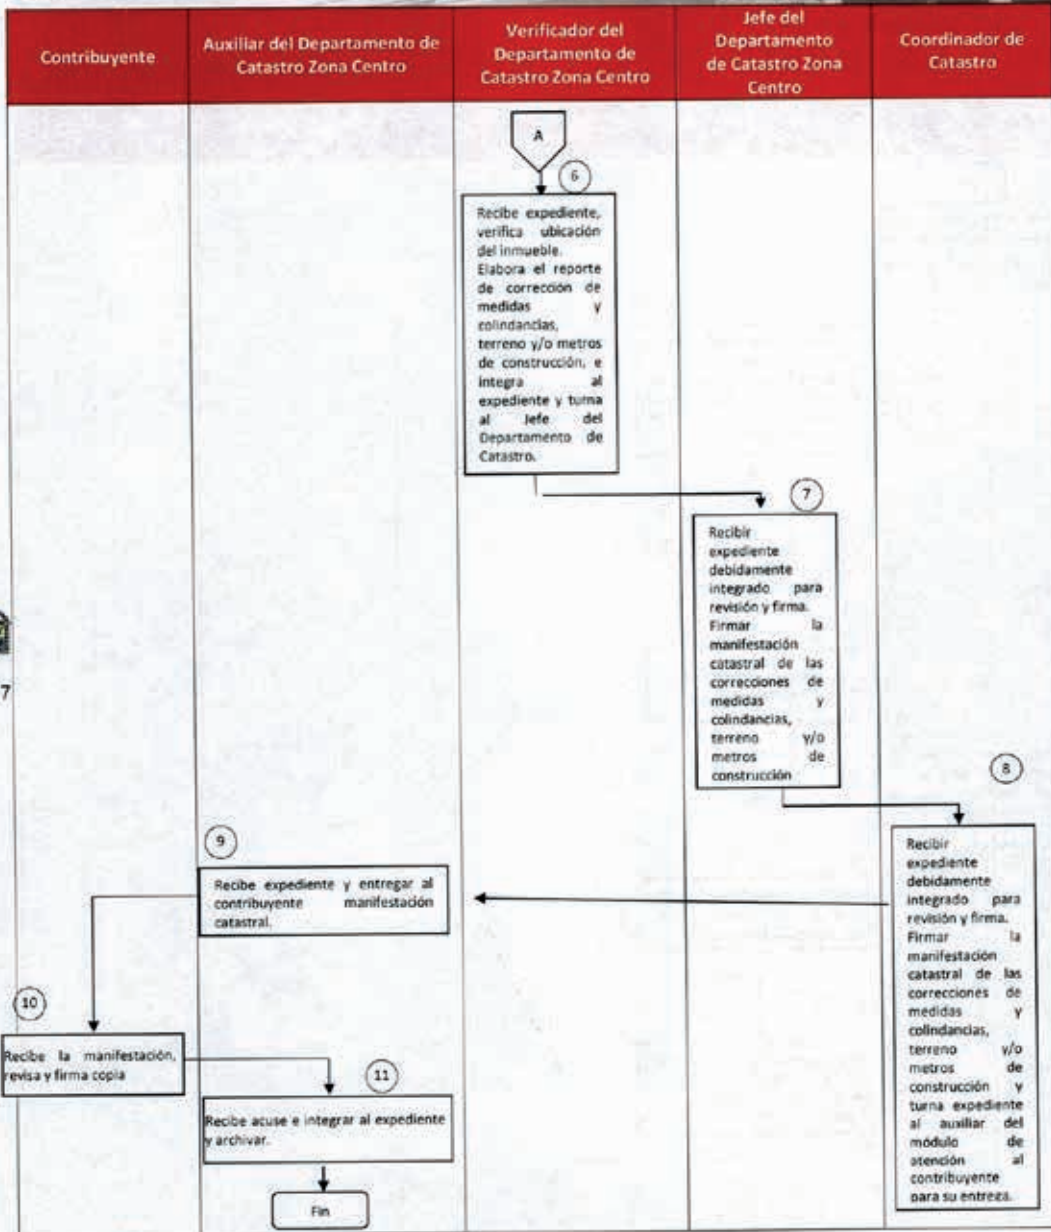 Contribuyente
Auxiliar del Departamento de
Catastro Zona Centro
Verificador del
Departamento de
Catastro Zona Centro
Jefe del
Departamento
de Catastro Zona
Centro
Coordinador de
Catastro
A
6
Recibe expediente,
verifica ubicación
del inmueble.
Elabora el reporte
de corrección de
medidas y
colindancias,
terreno y/o metros
de construcción, e
integra al
expediente y turna
al Jefe del
Departamento de
Catastro.
7
Recibir
expediente
debidamente
integrado para
revisión y firma.
Firmar la
manifestación
catastral de las
correcciones de
medidas y
colindancias,
terreno y/o
metros de
construcción
7
8
Recibir
expediente
debidamente
integrado para
revisión y firma.
Firmar la
manifestación
catastral de las
correcciones de
medidas y
colindancias,
terreno y/o
metros de
construcción y
turna expediente
al auxiliar del
módulo de
atención al
contribuyente
para su entrega.
9
Recibe expediente y entregar al
contribuyente manifestación
catastral.
10
Recibe la manifestación,
revisa y firma copia
11
Recibe acuse e integrar al expediente
y archivar.
Fin